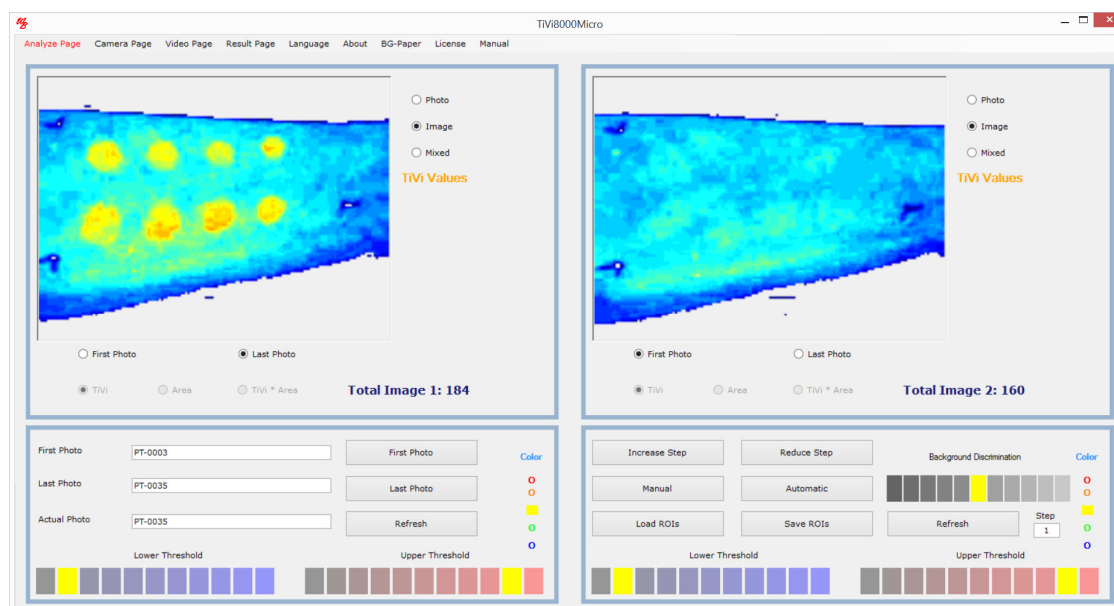 TiVi8000Micro
Analyze Page Camera Page Video Page Result Page Language About BG-Paper License Manual
Photo
Image
Mixed
TiVi Values
First Photo Last Photo
TiVi Area TiVi * Area Total Image 1: 184
Photo
Image
Mixed
TiVi Values
First Photo Last Photo
TiVi Area TiVi * Area Total Image 2: 160
First Photo PT-0003 First Photo Color
Last Photo PT-0035 Last Photo
Actual Photo PT-0035 Refresh
Lower Threshold Upper Threshold
Increase Step Reduce Step Background Discrimination Color
Manual Automatic
Load ROIs Save ROIs Refresh Step
1
Lower Threshold Upper Threshold